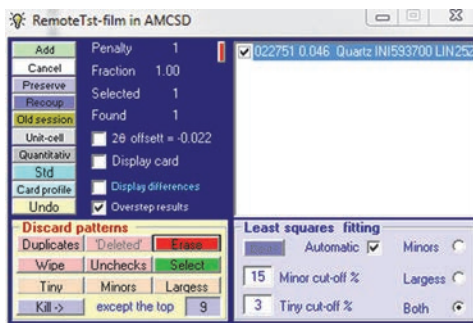 RemoteTst-film in AMCSD
Add
Cancel
Preserve
Recoup
Old session
Unit-cell
Quantitativ
Std
Card profile
Undo
Penalty 1
Fraction 1.00
Selected 1
Found 1
2θ offsett = -0.022
Display card
Display differences
Overstep results
022751 0.046 Quartz INI593700 LIN252
Discard patterns
Duplicates 'Deleted' Erase
Wipe Unchecks Select
Tiny Minors Largess
Kill -> except the top 9
Least squares fitting
Automatic Minors
15 Minor cut-off % Largess
3 Tiny cut-off % Both